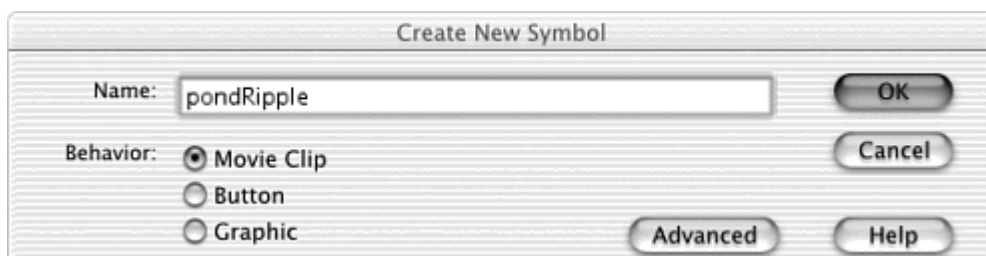 Create New Symbol
Name: pondRipple OK
Behavior: Movie Clip Cancel
Button
Graphic Advanced Help